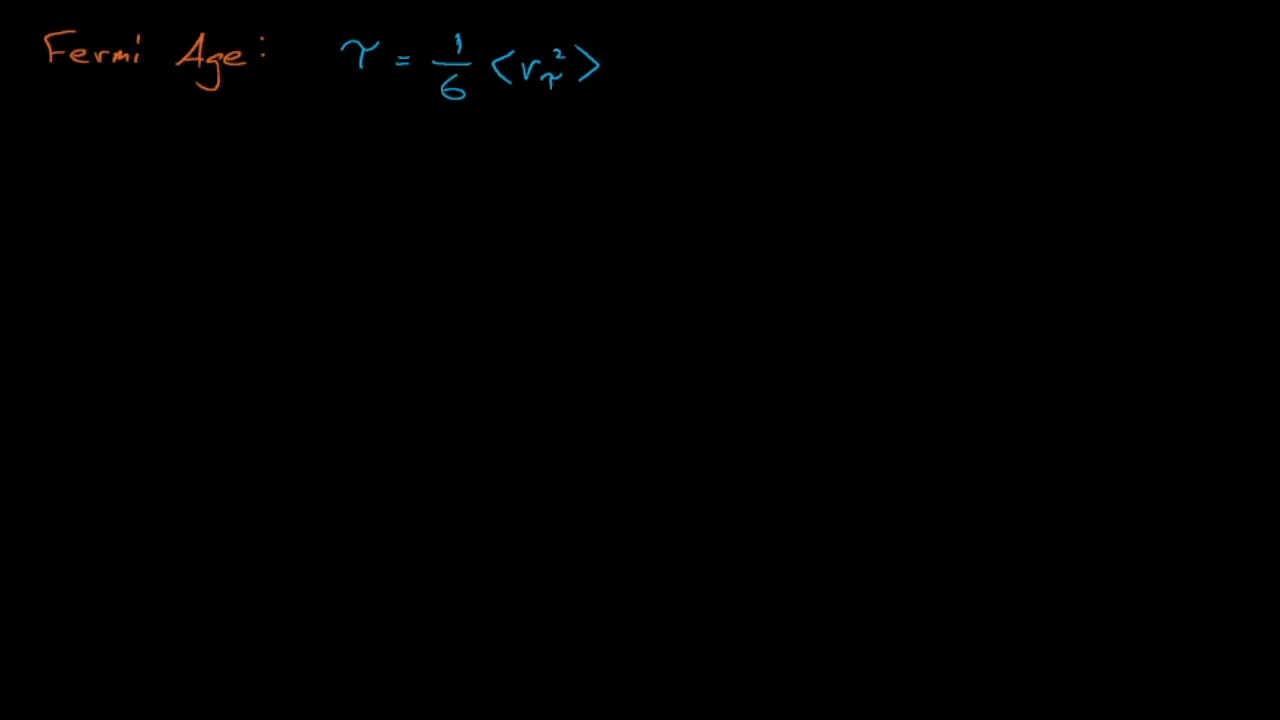 Fermi Age: τ = 1/6 <r_τ²>